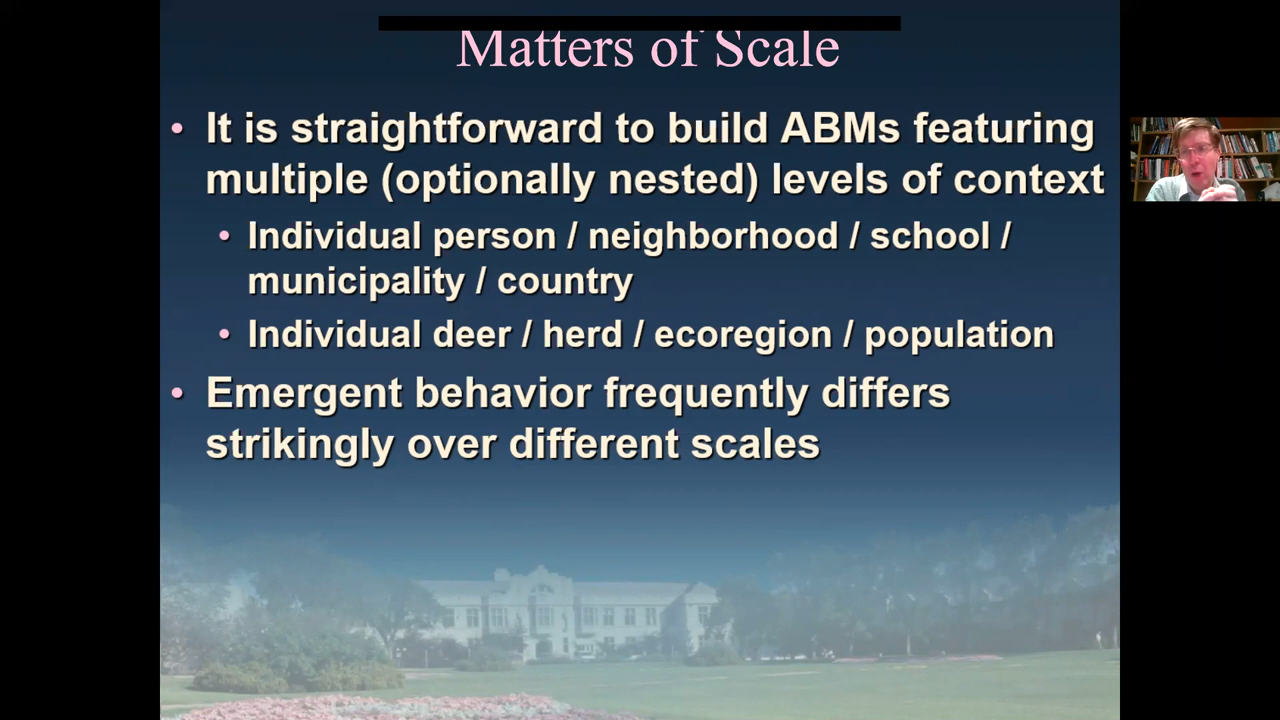 Matters of Scale
• It is straightforward to build ABMs featuring
multiple (optionally nested) levels of context
• Individual person / neighborhood / school /
municipality / country
• Individual deer / herd / ecoregion / population
• Emergent behavior frequently differs
strikingly over different scales